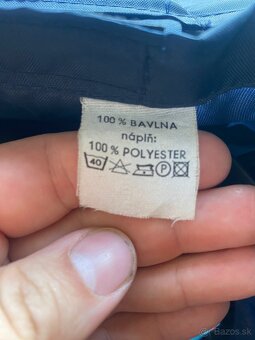 100 % BAVLNA
náplň:
100 % POLYESTER
40 P
Bazos.sk